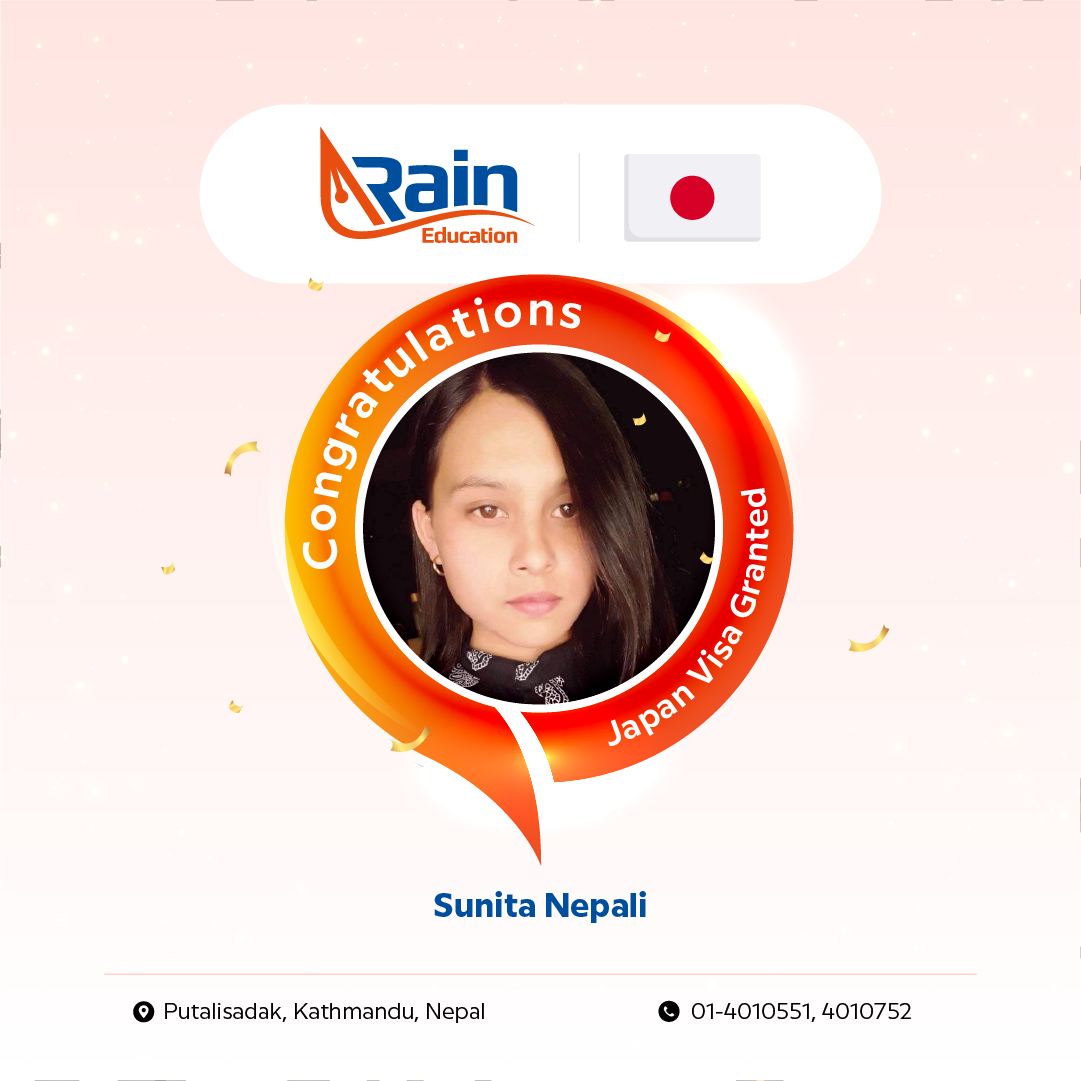 Rain
Education
Congratulations
Japan Visa Granted
Sunita Nepali
Putalisadak, Kathmandu, Nepal
01-4010551, 4010752